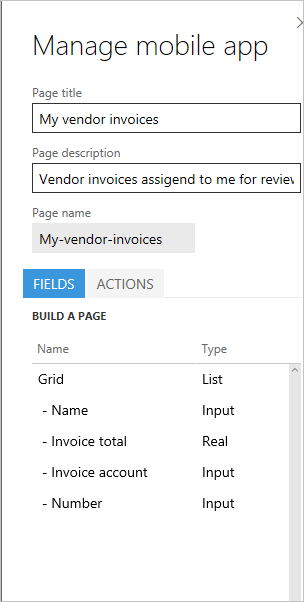 Manage mobile app
Page title
My vendor invoices
Page description
Vendor invoices assigend to me for review
Page name
My-vendor-invoices
FIELDS ACTIONS
BUILD A PAGE
Name Type
Grid List
- Name Input
- Invoice total Real
- Invoice account Input
- Number Input